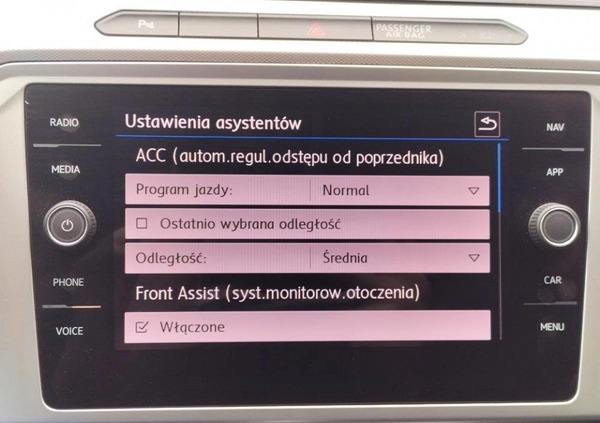 P
PASSENGER
AIR BAG
RADIO
MEDIA
PHONE
VOICE
Ustawienia asystentów
ACC (autom.regul.odstępu od poprzednika)
Program jazdy: Normal
Ostatnio wybrana odległość
Odległość: Średnia
Front Assist (syst.monitorow.otoczenia)
Włączone
NAV
APP
CAR
MENU